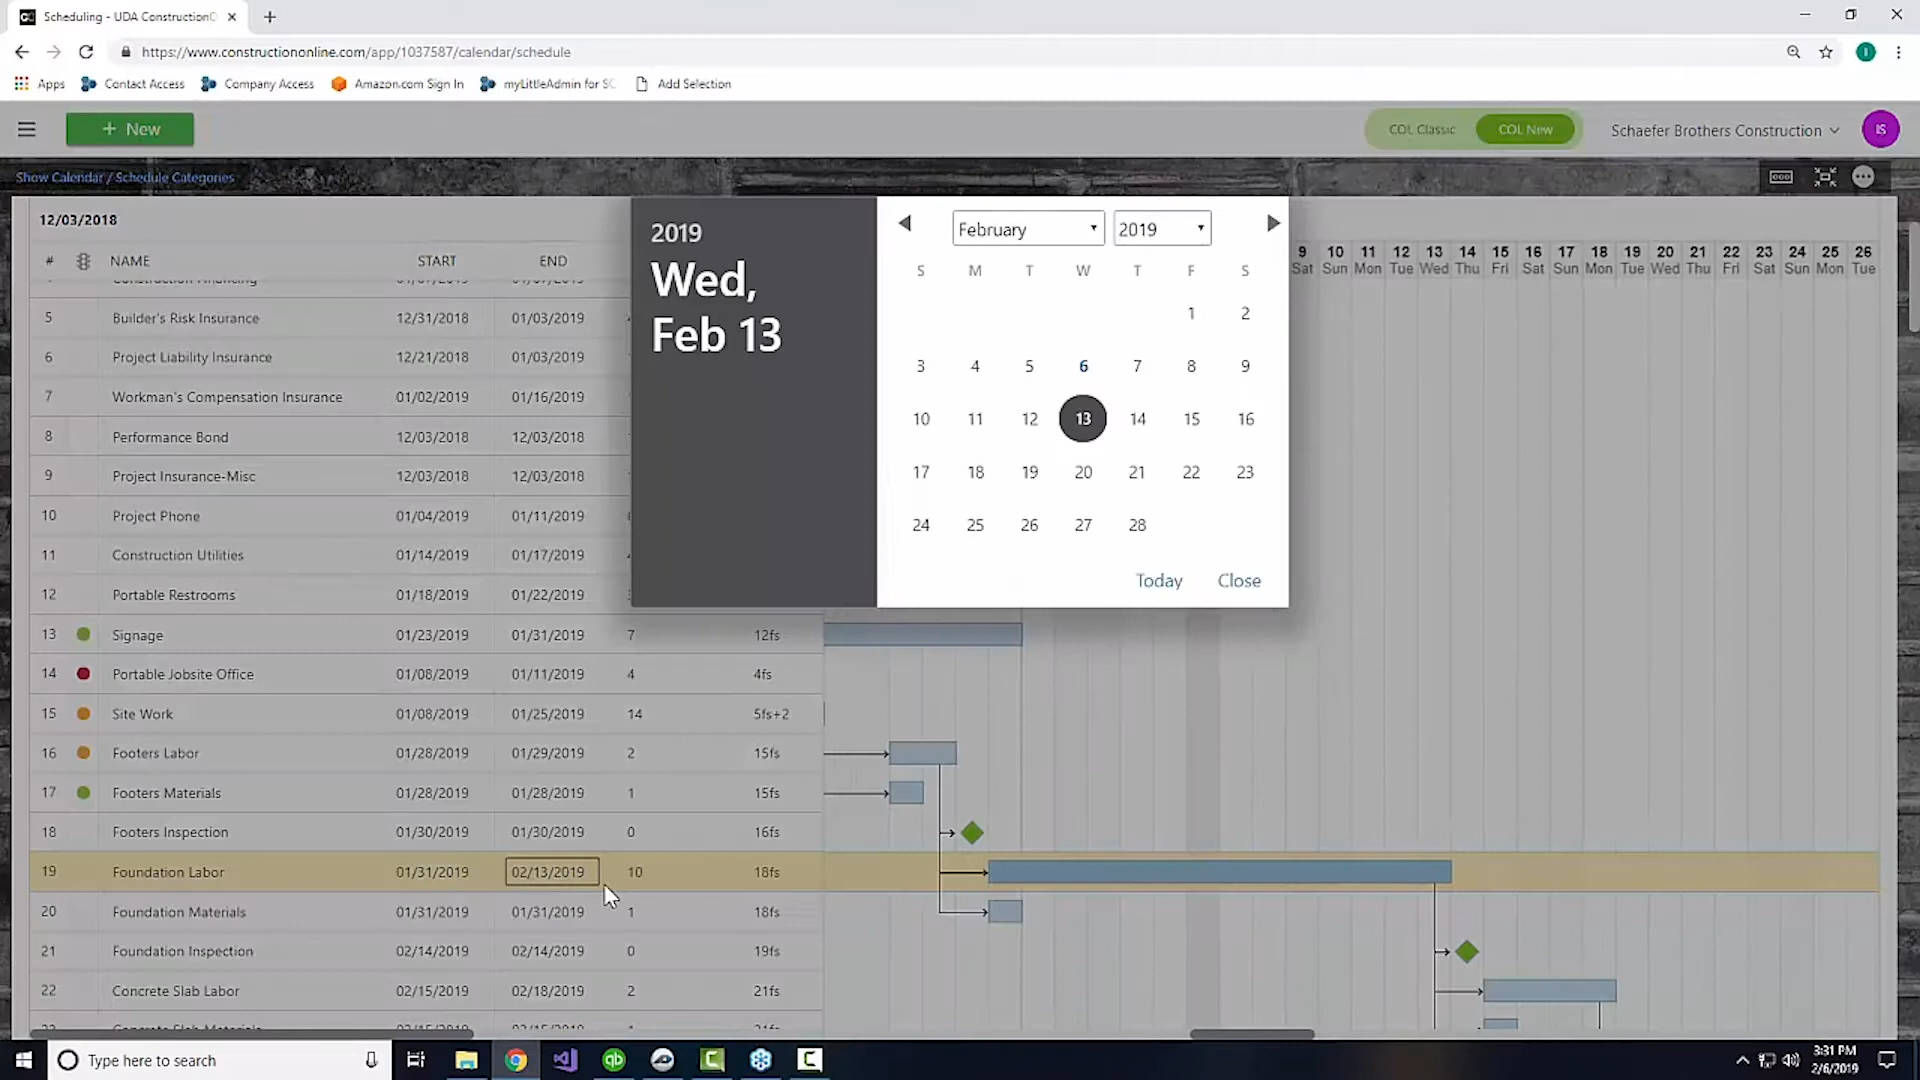 Scheduling - UDA ConstructionO
https://www.constructiononline.com/app/1037587/calendar/schedule
Apps Contact Access Company Access Amazon.com Sign In myLittleAdmin for SQ Add Selection
+ New COL Classic COL New Schaefer Brothers Construction IS
Show Calendar / Schedule Categories
12/03/2018
# NAME START END
5 Builder's Risk Insurance 12/31/2018 01/03/2019
6 Project Liability Insurance 12/21/2018 01/03/2019
7 Workman's Compensation Insurance 01/02/2019 01/16/2019
8 Performance Bond 12/03/2018 12/03/2018
9 Project Insurance-Misc 12/03/2018 12/03/2018
10 Project Phone 01/04/2019 01/11/2019
11 Construction Utilities 01/14/2019 01/17/2019
12 Portable Restrooms 01/18/2019 01/22/2019
13 Signage 01/23/2019 01/31/2019 7 12fs
14 Portable Jobsite Office 01/08/2019 01/11/2019 4 4fs
15 Site Work 01/08/2019 01/25/2019 14 5fs+2
16 Footers Labor 01/28/2019 01/29/2019 2 15fs
17 Footers Materials 01/28/2019 01/28/2019 1 15fs
18 Footers Inspection 01/30/2019 01/30/2019 0 16fs
19 Foundation Labor 01/31/2019 02/13/2019 10 18fs
20 Foundation Materials 01/31/2019 01/31/2019 1 18fs
21 Foundation Inspection 02/14/2019 02/14/2019 0 19fs
22 Concrete Slab Labor 02/15/2019 02/18/2019 2 21fs
2019
Wed,
Feb 13
February 2019
S M T W T F S
1 2
3 4 5 6 7 8 9
10 11 12 13 14 15 16
17 18 19 20 21 22 23
24 25 26 27 28
Today Close
9 10 11 12 13 14 15 16 17 18 19 20 21 22 23 24 25 26
Sat Sun Mon Tue Wed Thu Fri Sat Sun Mon Tue Wed Thu Fri Sat Sun Mon Tue
Type here to search
qb
3:31 PM
2/6/2019